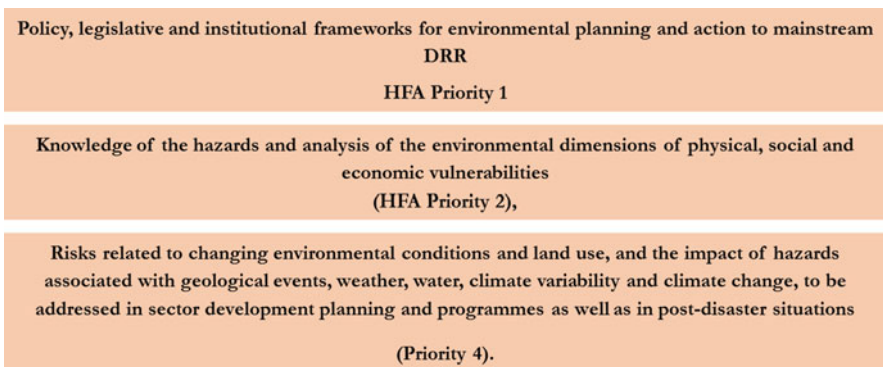 Policy, legislative and institutional frameworks for environmental planning and action to mainstream
DRR
HFA Priority 1
Knowledge of the hazards and analysis of the environmental dimensions of physical, social and
economic vulnerabilities
(HFA Priority 2),
Risks related to changing environmental conditions and land use, and the impact of hazards
associated with geological events, weather, water, climate variability and climate change, to be
addressed in sector development planning and programmes as well as in post-disaster situations
(Priority 4).